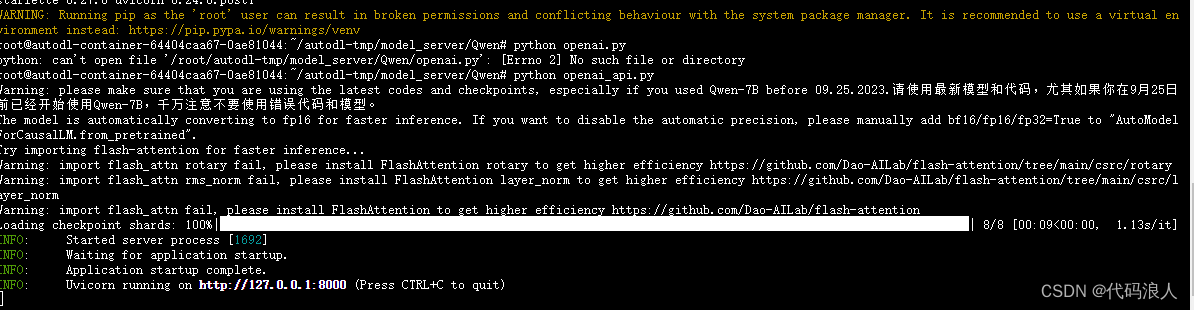 starlette-0.27.0 uvicorn-0.24.0.post1
WARNING: Running pip as the 'root' user can result in broken permissions and conflicting behaviour with the system package manager. It is recommended to use a virtual en
vironment instead: https://pip.pypa.io/warnings/venv
root@autodl-container-64404caa67-0ae81044:~/autodl-tmp/model_server/Qwen# python openai.py
python: can't open file '/root/autodl-tmp/model_server/Qwen/openai.py': [Errno 2] No such file or directory
root@autodl-container-64404caa67-0ae81044:~/autodl-tmp/model_server/Qwen# python openai_api.py
Warning: please make sure that you are using the latest codes and checkpoints, especially if you used Qwen-7B before 09.25.2023.请使用最新模型和代码，尤其如果你在9月25日
前已经开始使用Qwen-7B，千万注意不要使用错误代码和模型。
The model is automatically converting to fp16 for faster inference. If you want to disable the automatic precision, please manually add bf16/fp16/fp32=True to "AutoModel
ForCausalLM.from_pretrained".
Try importing flash-attention for faster inference...
Warning: import flash_attn rotary fail, please install FlashAttention rotary to get higher efficiency https://github.com/Dao-AILab/flash-attention/tree/main/csrc/rotary
Warning: import flash_attn rms_norm fail, please install FlashAttention layer_norm to get higher efficiency https://github.com/Dao-AILab/flash-attention/tree/main/csrc/l
ayer_norm
Warning: import flash_attn fail, please install FlashAttention to get higher efficiency https://github.com/Dao-AILab/flash-attention
Loading checkpoint shards: 100%| | 8/8 [00:09<00:00, 1.13s/it]
INFO: Started server process [1692]
INFO: Waiting for application startup.
INFO: Application startup complete.
INFO: Uvicorn running on http://127.0.0.1:8000 (Press CTRL+C to quit)
CSDN @代码浪人